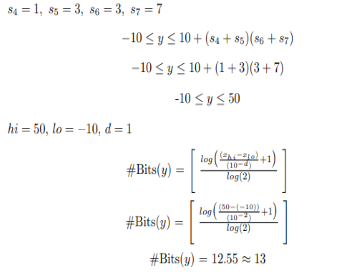 s₄ = 1, s₅ = 3, s₆ = 3, s₇ = 7
−10 ≤ y ≤ 10 + (s₄ + s₅)(s₆ + s₇)
−10 ≤ y ≤ 10 + (1 + 3)(3 + 7)
-10 ≤ y ≤ 50
hi = 50, lo = −10, d = 1
#Bits(y) = [ log( (x_hi − x_lo) / (10^−d) + 1 ) / log(2) ]
#Bits(y) = [ log( (50−(−10)) / (10^−2) + 1 ) / log(2) ]
#Bits(y) = 12.55 ≈ 13